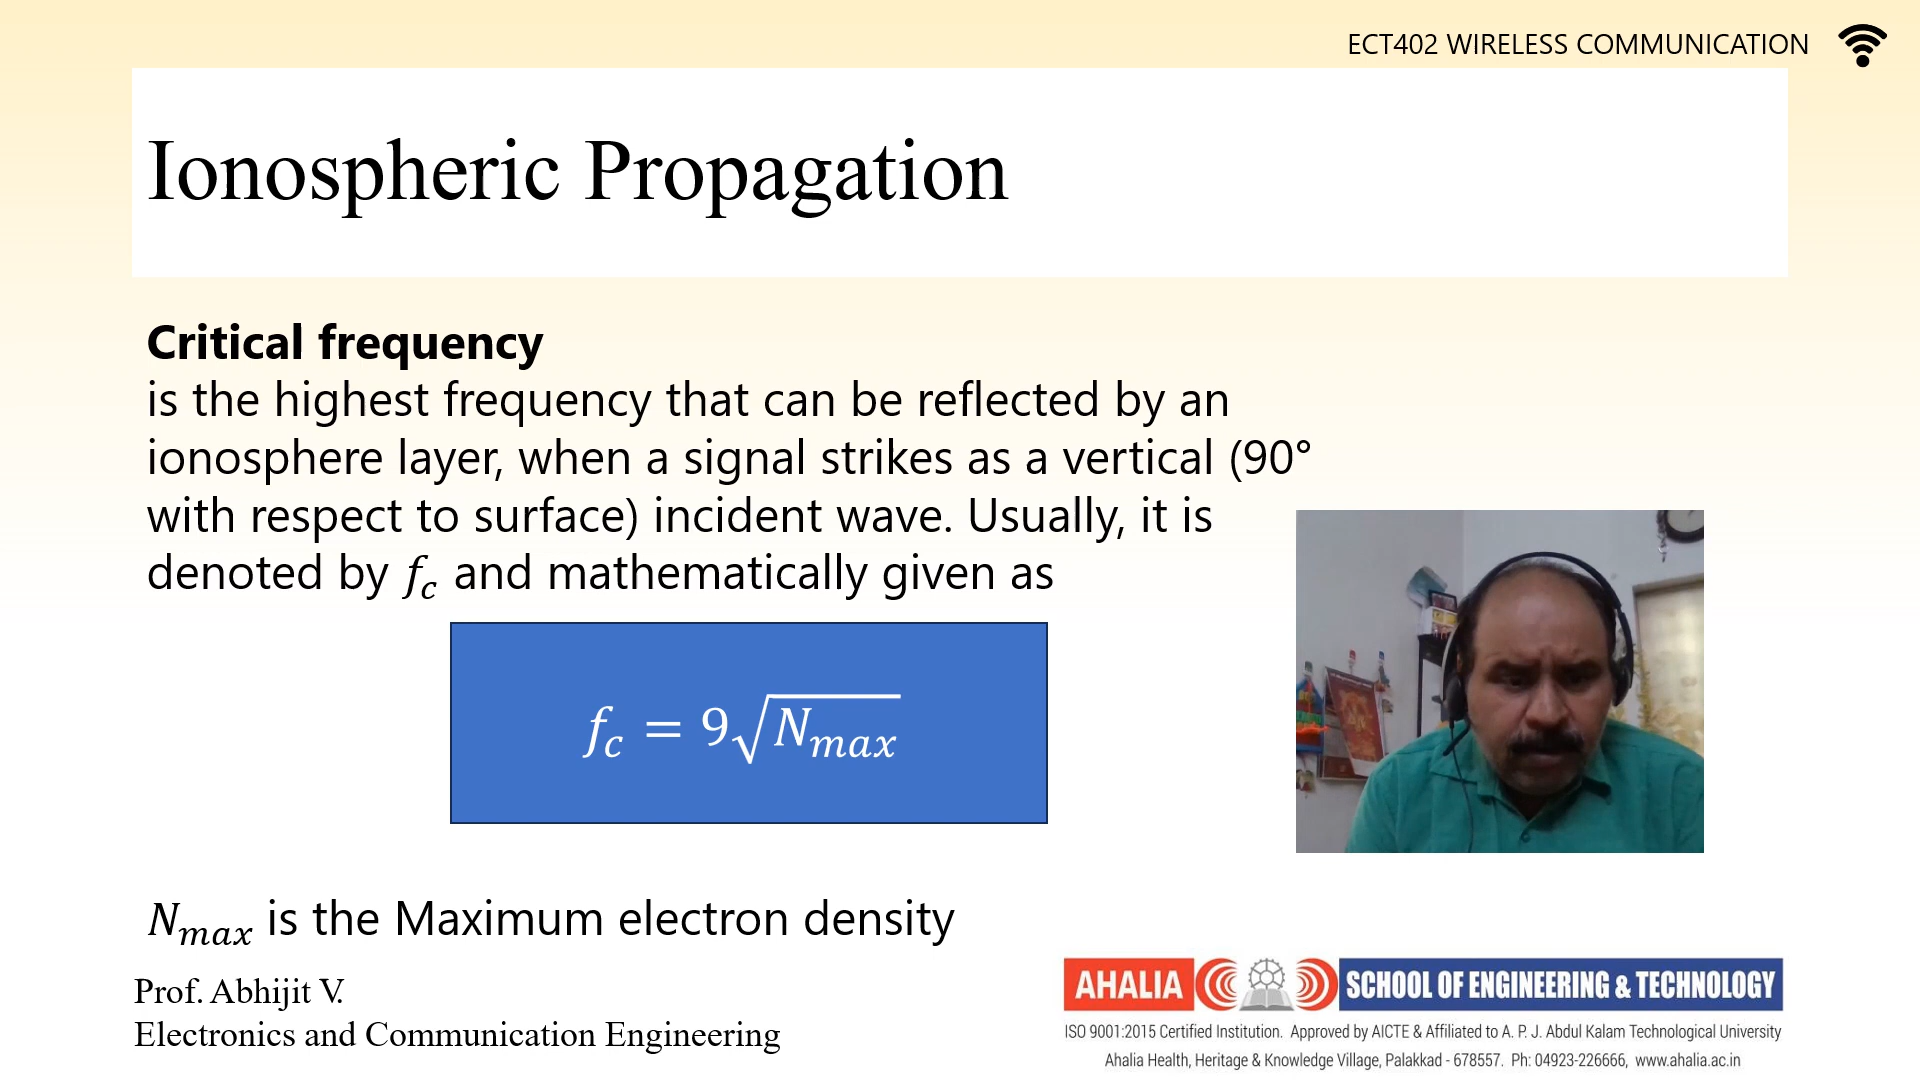 ECT402 WIRELESS COMMUNICATION
Ionospheric Propagation
Critical frequency
is the highest frequency that can be reflected by an
ionosphere layer, when a signal strikes as a vertical (90°
with respect to surface) incident wave. Usually, it is
denoted by 𝑓𝑐 and mathematically given as
𝑓𝑐 = 9√𝑁𝑚𝑎𝑥
𝑁𝑚𝑎𝑥 is the Maximum electron density
Prof. Abhijit V.
Electronics and Communication Engineering
AHALIA SCHOOL OF ENGINEERING & TECHNOLOGY
ISO 9001:2015 Certified Institution. Approved by AICTE & Affiliated to A. P. J. Abdul Kalam Technological University
Ahalia Health, Heritage & Knowledge Village, Palakkad - 678557. Ph: 04923-226666, www.ahalia.ac.in